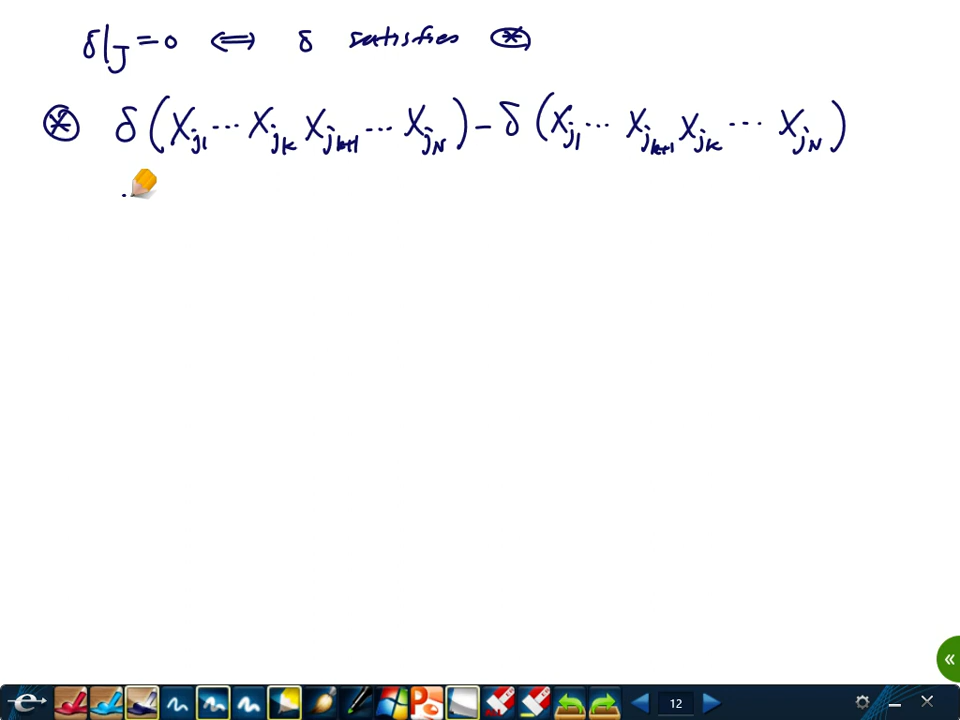 δ|_J = 0 ⟺ δ satisfies ⊛
⊛ δ(X_{j_1} ⋯ X_{j_k} X_{j_{k+1}} ⋯ X_{j_N}) − δ(X_{j_1} ⋯ X_{j_{k+1}} X_{j_k} ⋯ X_{j_N})
12